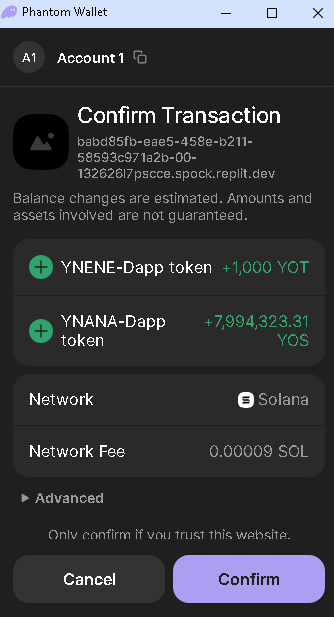 Phantom Wallet
A1 Account 1
Confirm Transaction
babd85fb-eae5-458e-b211-
58593c971a2b-00-
132626l7pscce.spock.replit.dev
Balance changes are estimated. Amounts and
assets involved are not guaranteed.
YNENE-Dapp token +1,000 YOT
YNANA-Dapp +7,994,323.31
token YOS
Network Solana
Network Fee 0.00009 SOL
Advanced
Only confirm if you trust this website.
Cancel Confirm